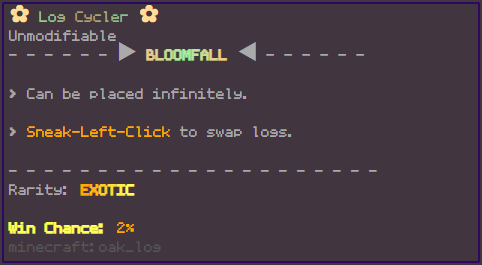 Log Cycler
Unmodifiable
- - - - - - ▶ BLOOMFALL ◀ - - - - - -
> Can be placed infinitely.
> Sneak-Left-Click to swap logs.
- - - - - - - - - - - - - - - - - - - - - -
Rarity: EXOTIC
Win Chance: 2%
minecraft:oak_log